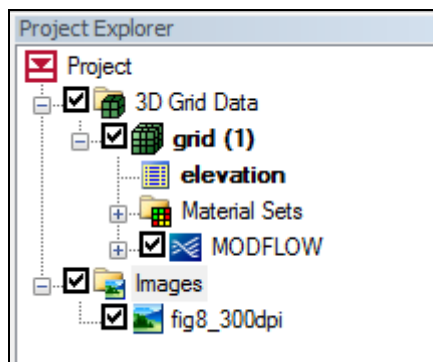 Project Explorer
Project
3D Grid Data
grid (1)
elevation
Material Sets
MODFLOW
Images
fig8_300dpi